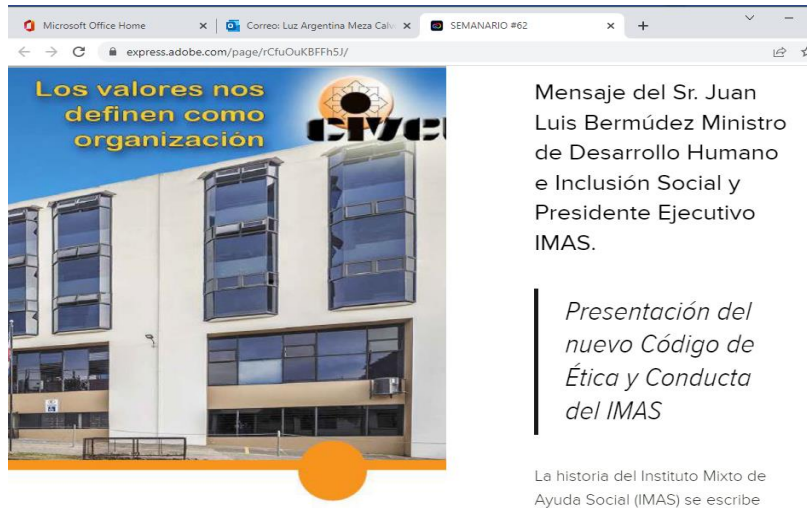 Microsoft Office Home
Correo: Luz Argentina Meza Calv
SEMANARIO #62
express.adobe.com/page/rCfuOuKBFFh5J/
Los valores nos
definen como
organización
Mensaje del Sr. Juan
Luis Bermúdez Ministro
de Desarrollo Humano
e Inclusión Social y
Presidente Ejecutivo
IMAS.
Presentación del
nuevo Código de
Ética y Conducta
del IMAS
La historia del Instituto Mixto de
Ayuda Social (IMAS) se escribe